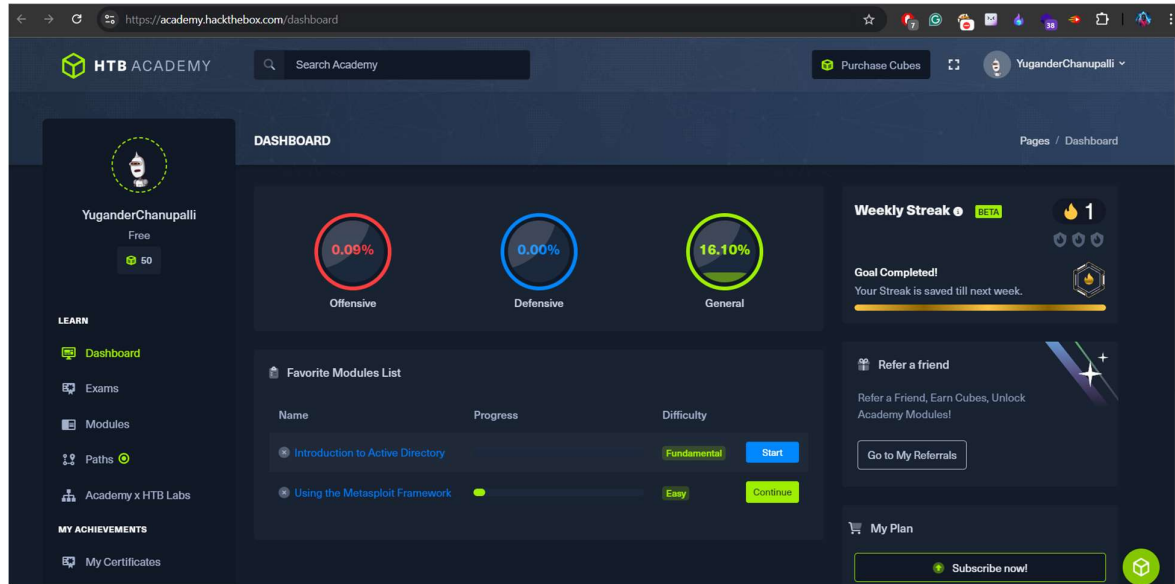 https://academy.hackthebox.com/dashboard
7
38
HTB ACADEMY
Search Academy
Purchase Cubes
YuganderChanupalli
DASHBOARD
Pages / Dashboard
YuganderChanupalli
Free
50
LEARN
Dashboard
Exams
Modules
Paths
Academy x HTB Labs
MY ACHIEVEMENTS
My Certificates
0.09%
Offensive
0.00%
Defensive
16.10%
General
Favorite Modules List
Name Progress Difficulty
Introduction to Active Directory Fundamental Start
Using the Metasploit Framework Easy Continue
Weekly Streak BETA
1
Goal Completed!
Your Streak is saved till next week.
Refer a friend
Refer a Friend, Earn Cubes, Unlock
Academy Modules!
Go to My Referrals
My Plan
Subscribe now!